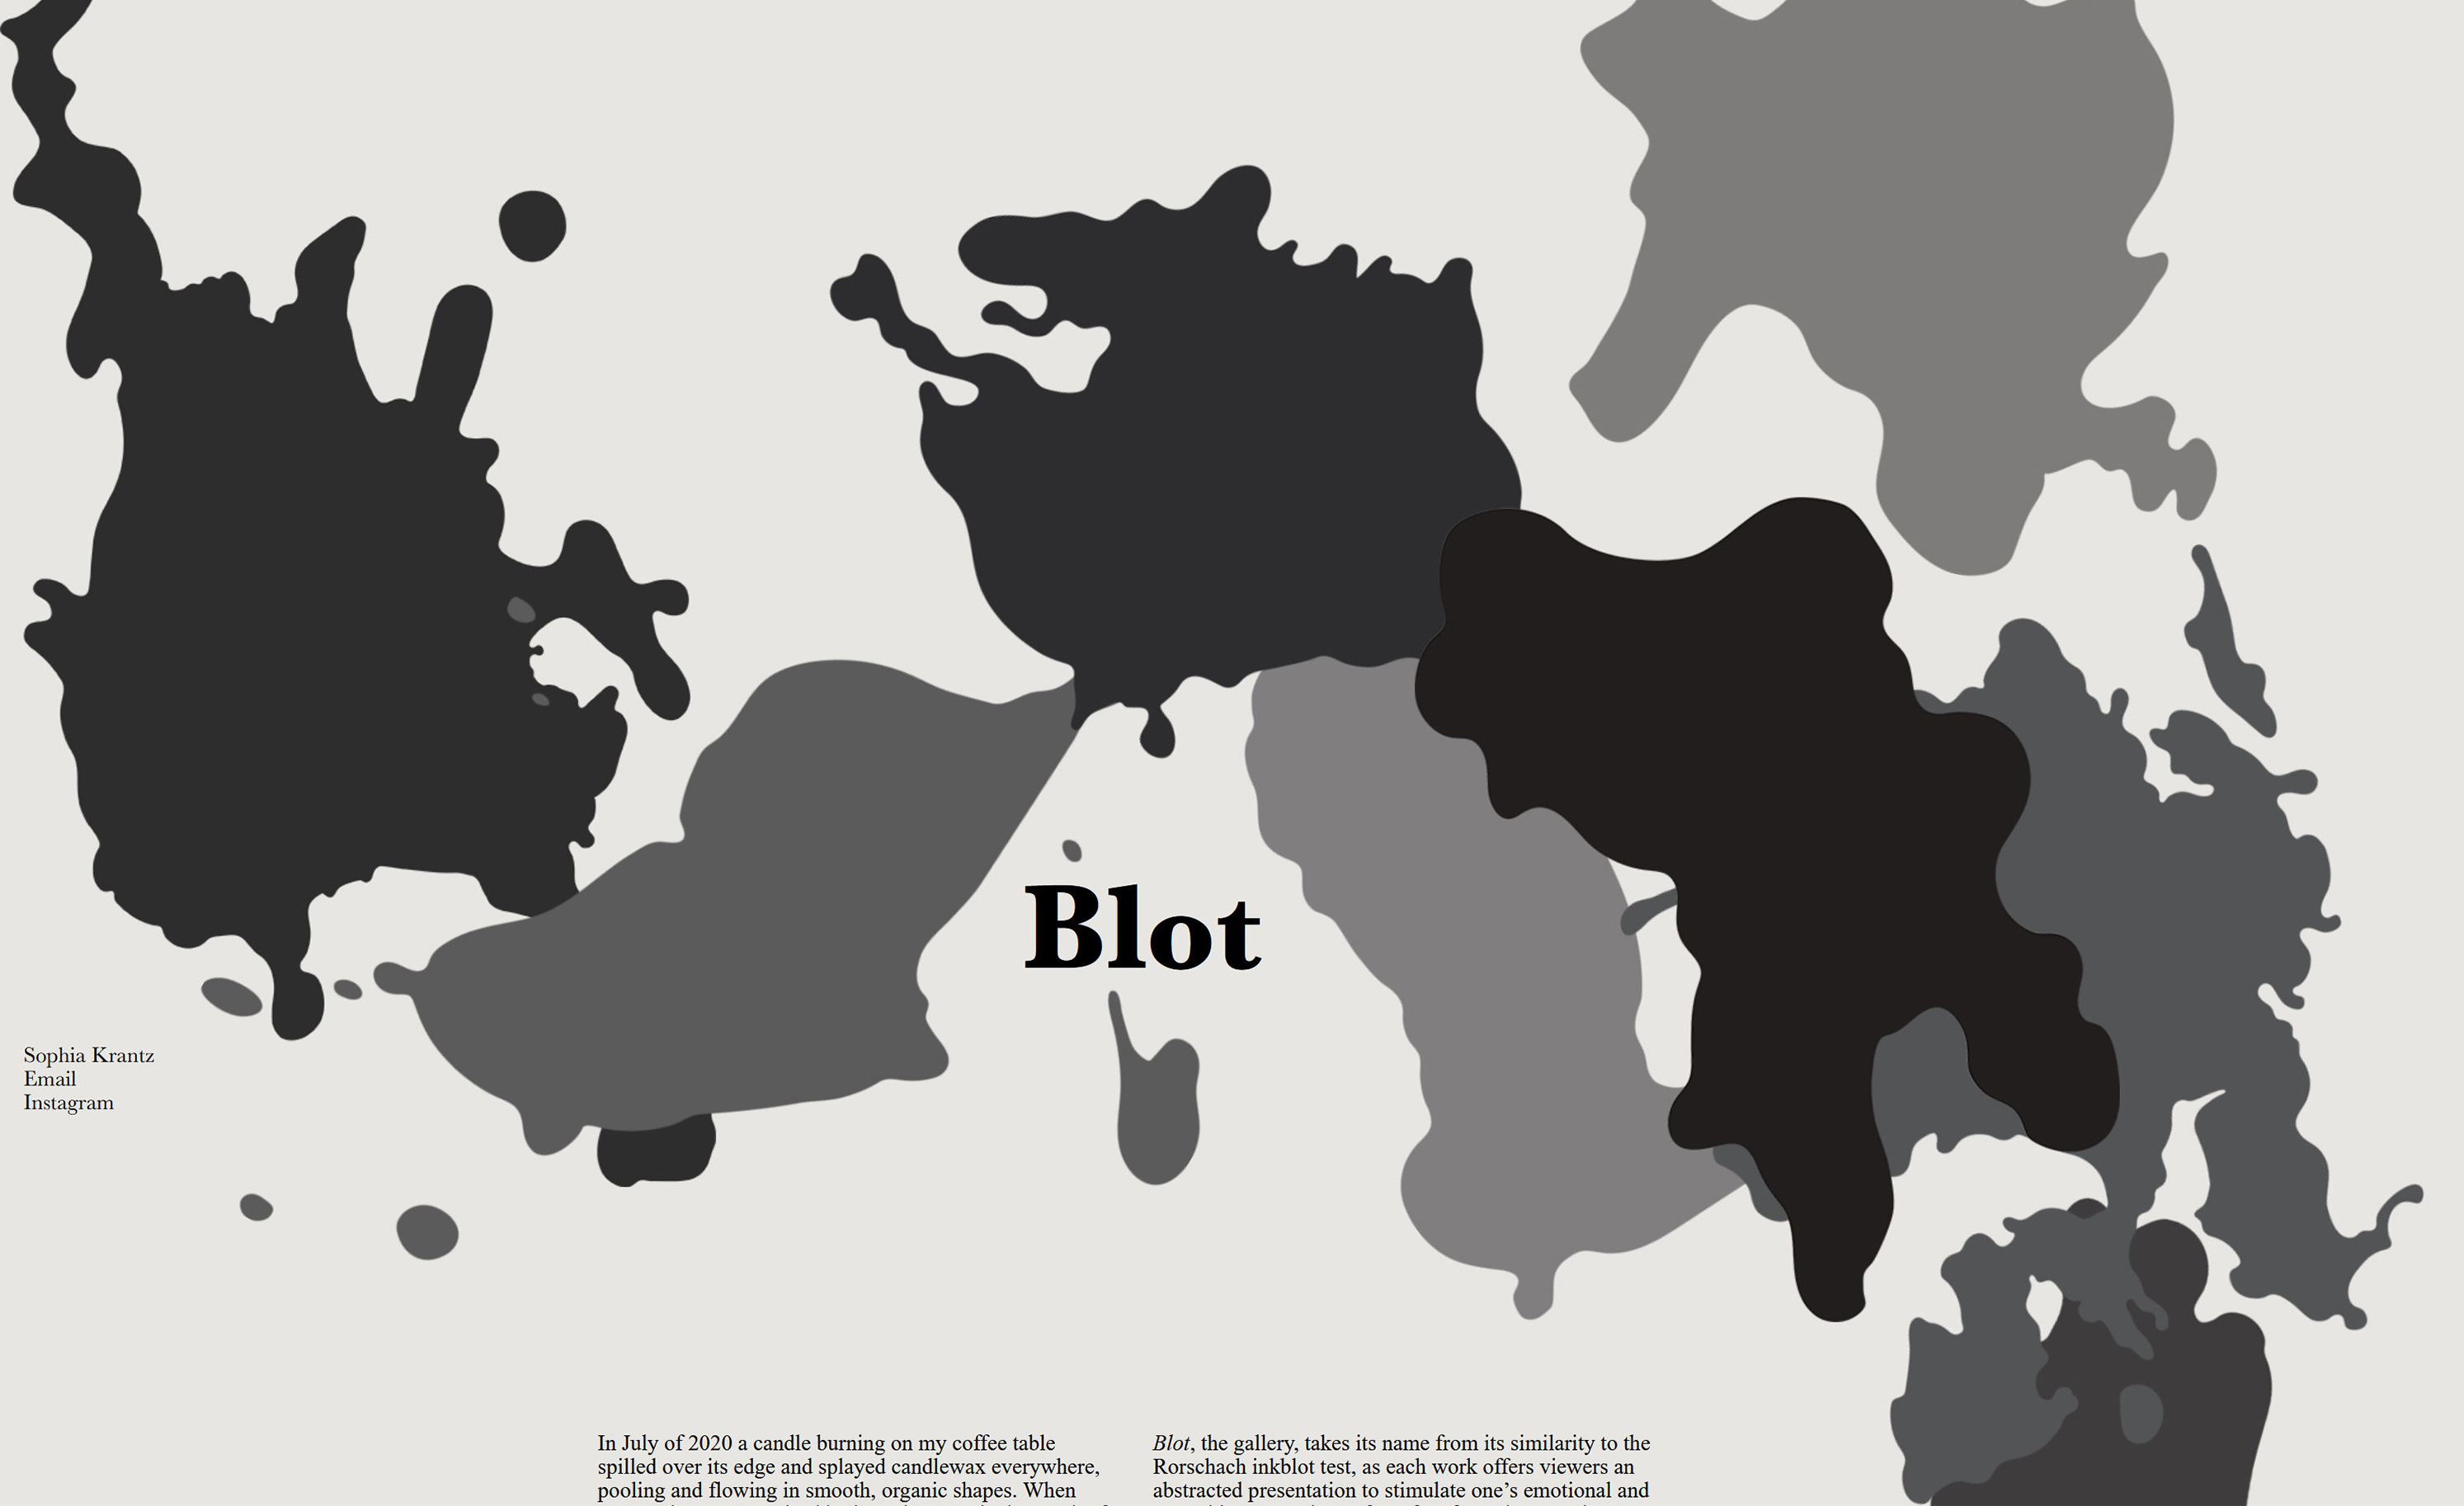 Blot
Sophia Krantz
Email
Instagram
In July of 2020 a candle burning on my coffee table
spilled over its edge and splayed candlewax everywhere,
pooling and flowing in smooth, organic shapes. When
Blot, the gallery, takes its name from its similarity to the
Rorschach inkblot test, as each work offers viewers an
abstracted presentation to stimulate one’s emotional and